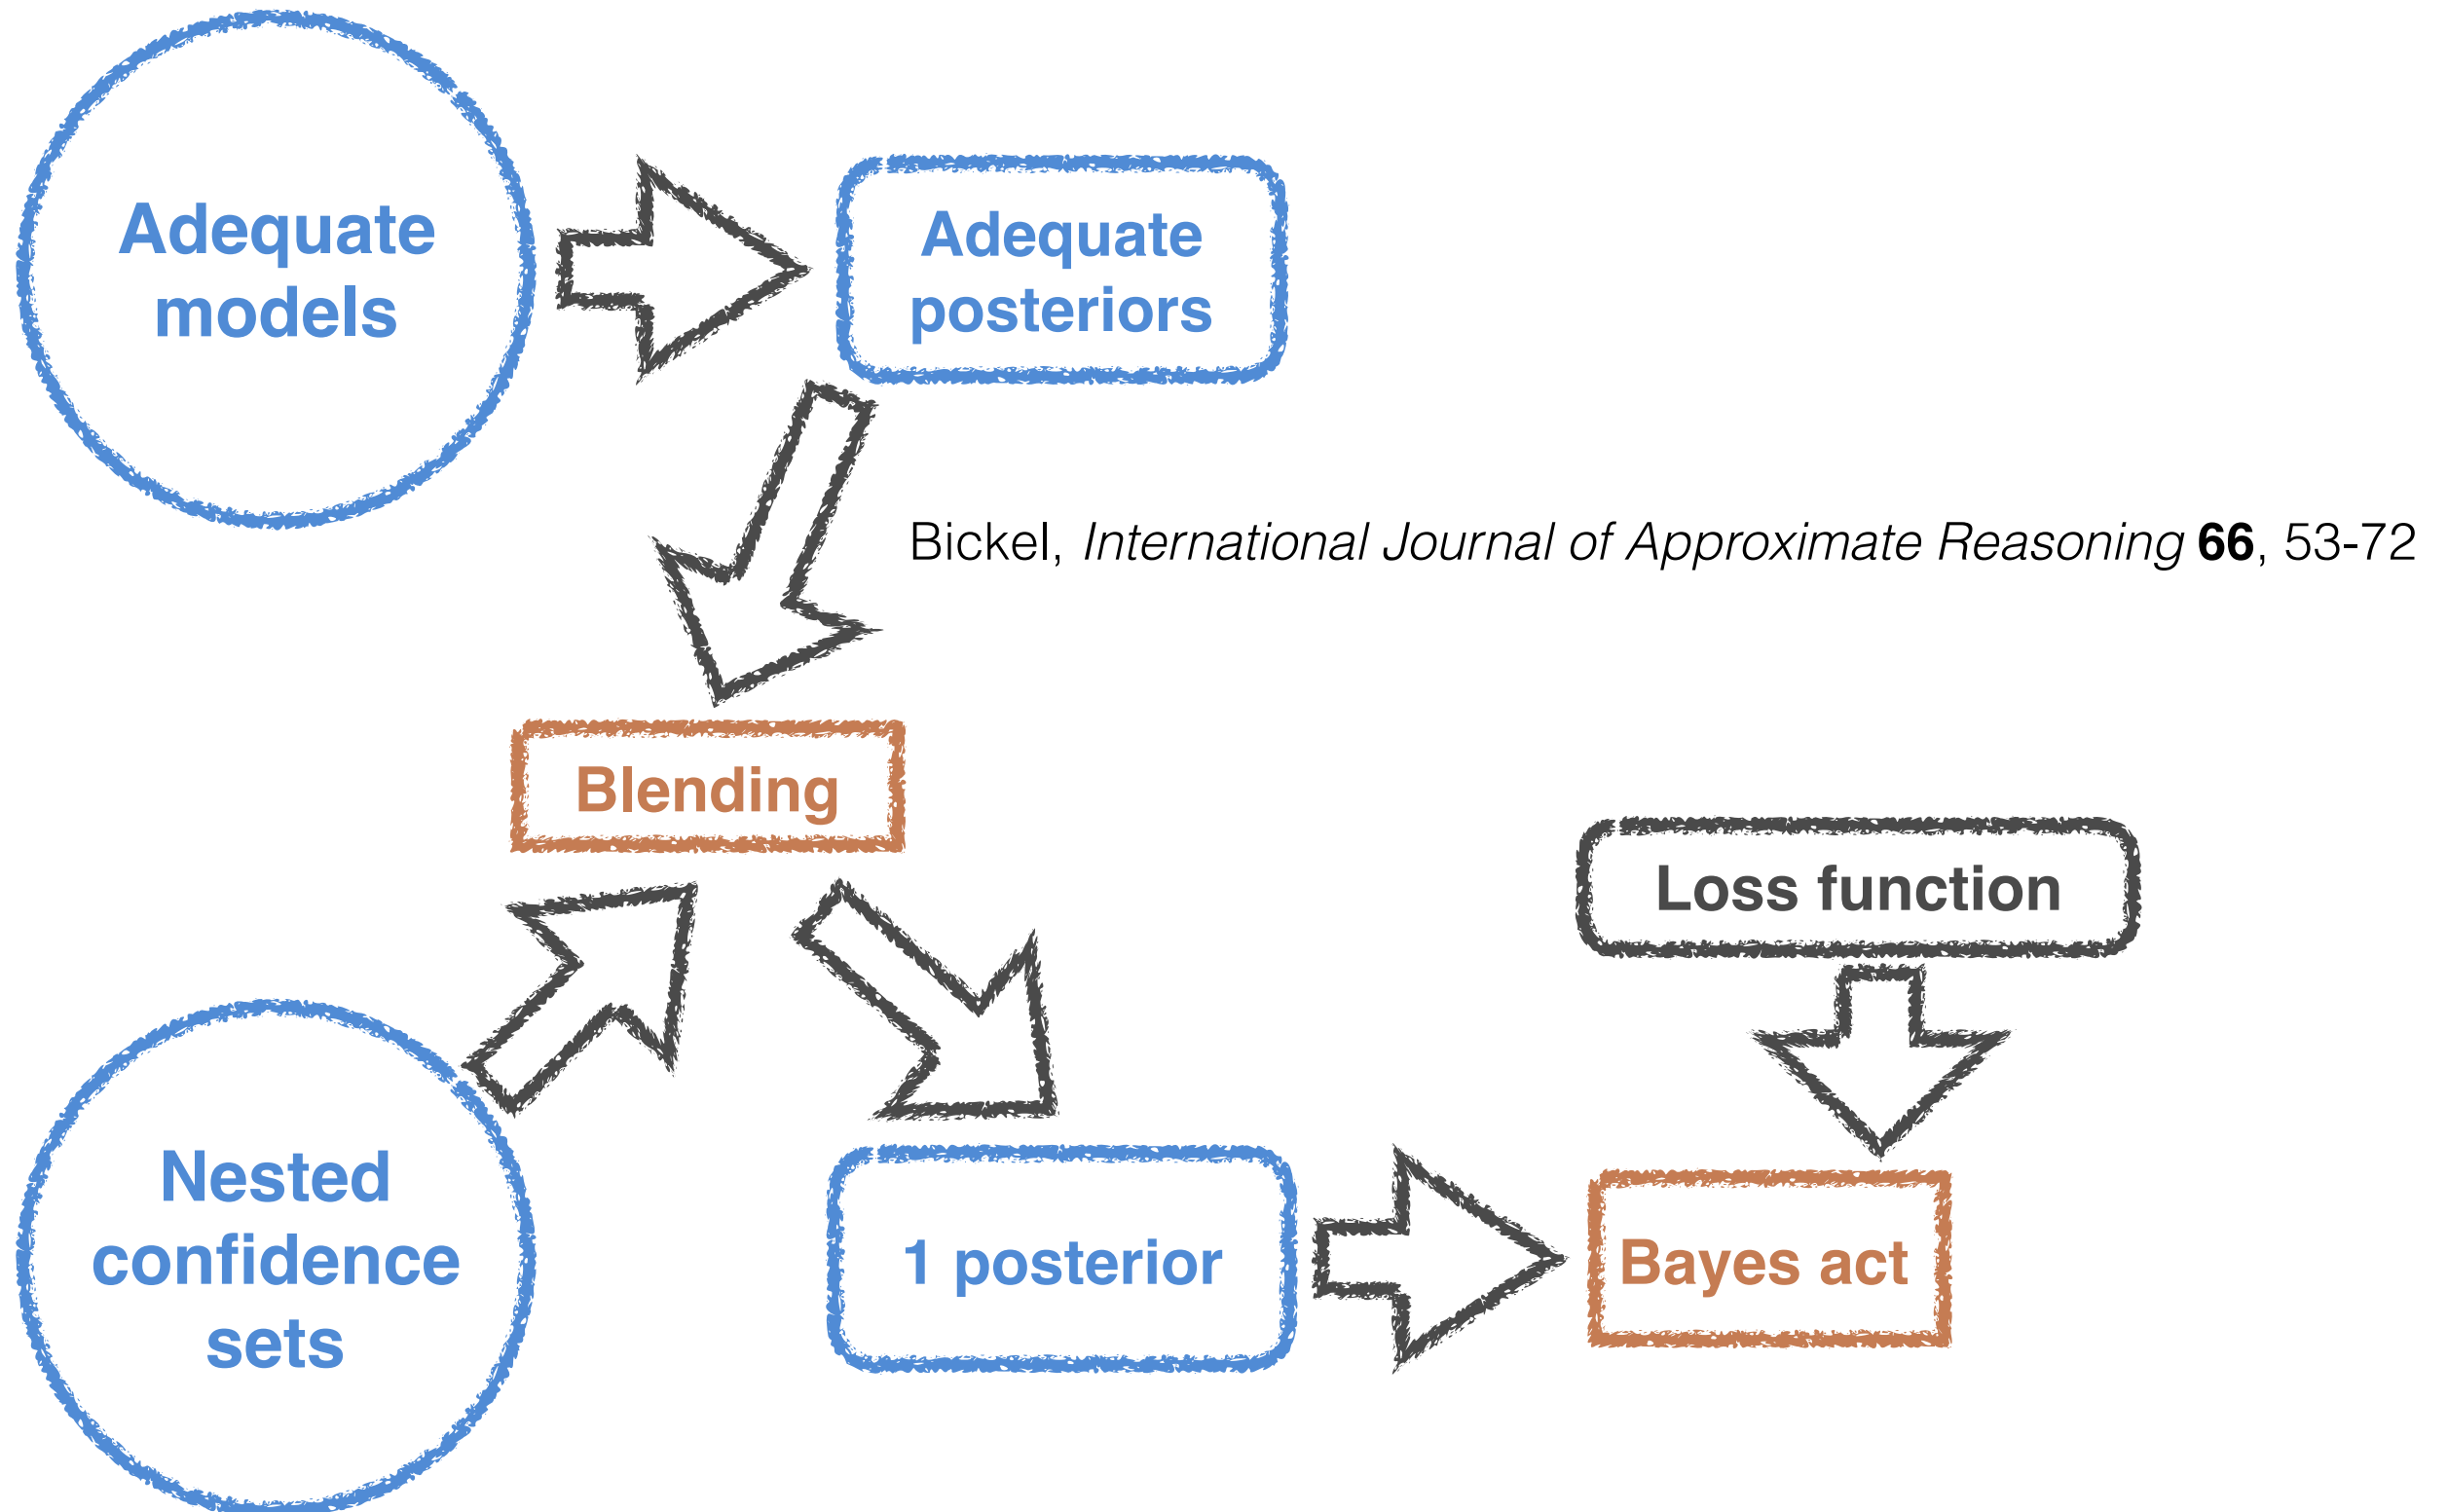 Adequate
models
Adequate
posteriors
Bickel, International Journal of Approximate Reasoning 66, 53-72
Blending
Loss function
Nested
confidence
sets
1 posterior
Bayes act